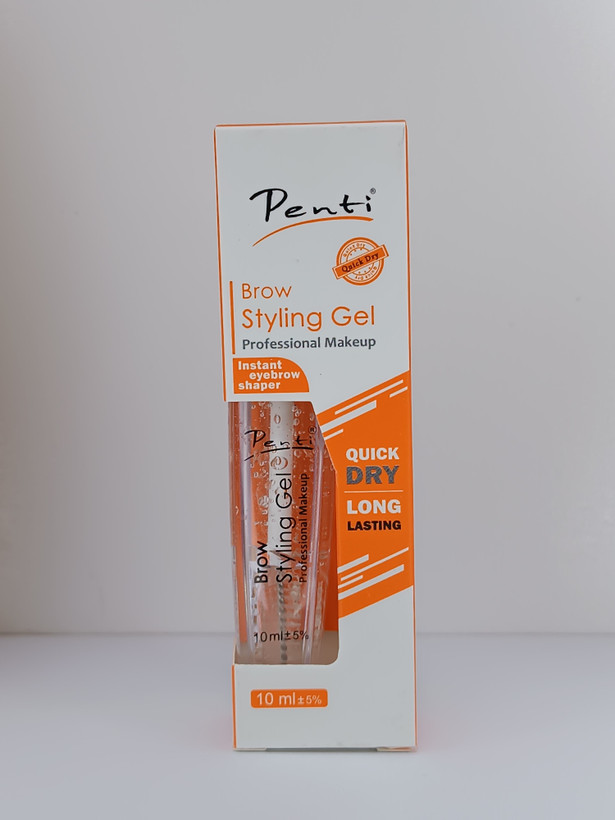 Penti®
Quick Dry
Brow
Styling Gel
Professional Makeup
Instant
eyebrow
shaper
QUICK
DRY
LONG
LASTING
Penti
Brow
Styling Gel
Professional Makeup
10ml±5%
10 ml±5%